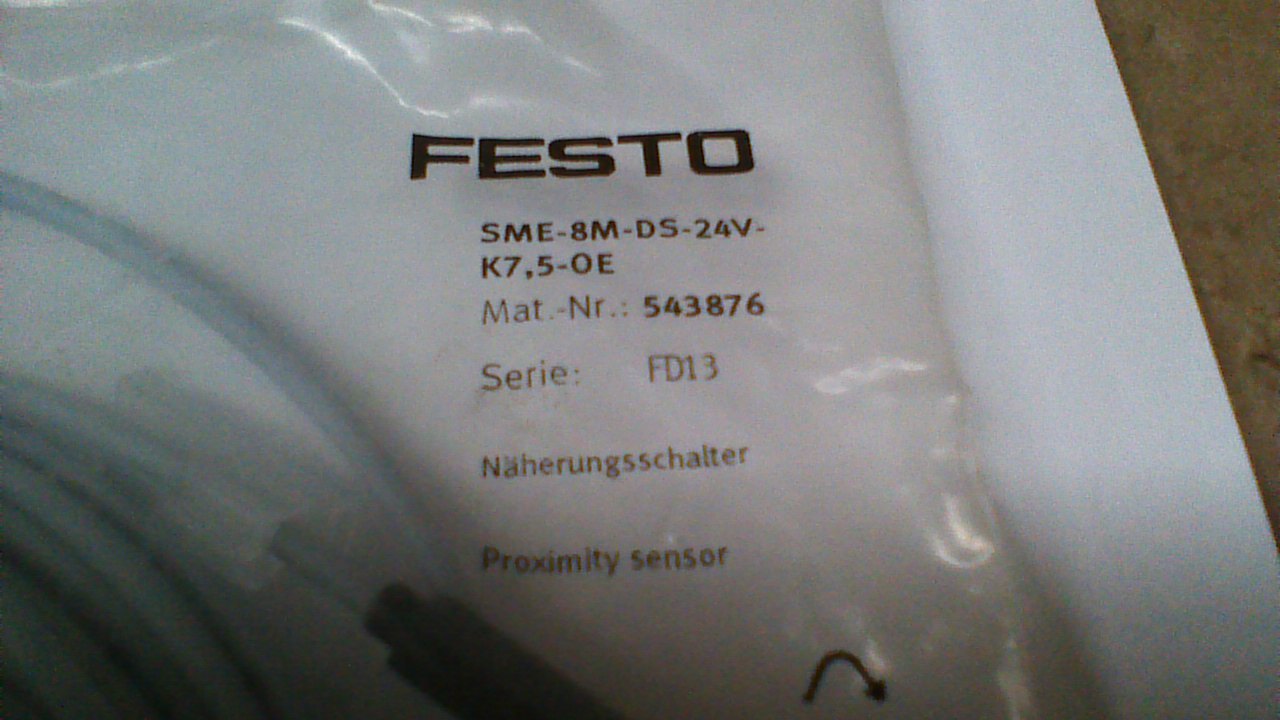 FESTO
SME-8M-DS-24V-
K7,5-OE
Mat.-Nr.: 543876
Serie: FD13
Näherungsschalter
Proximity sensor